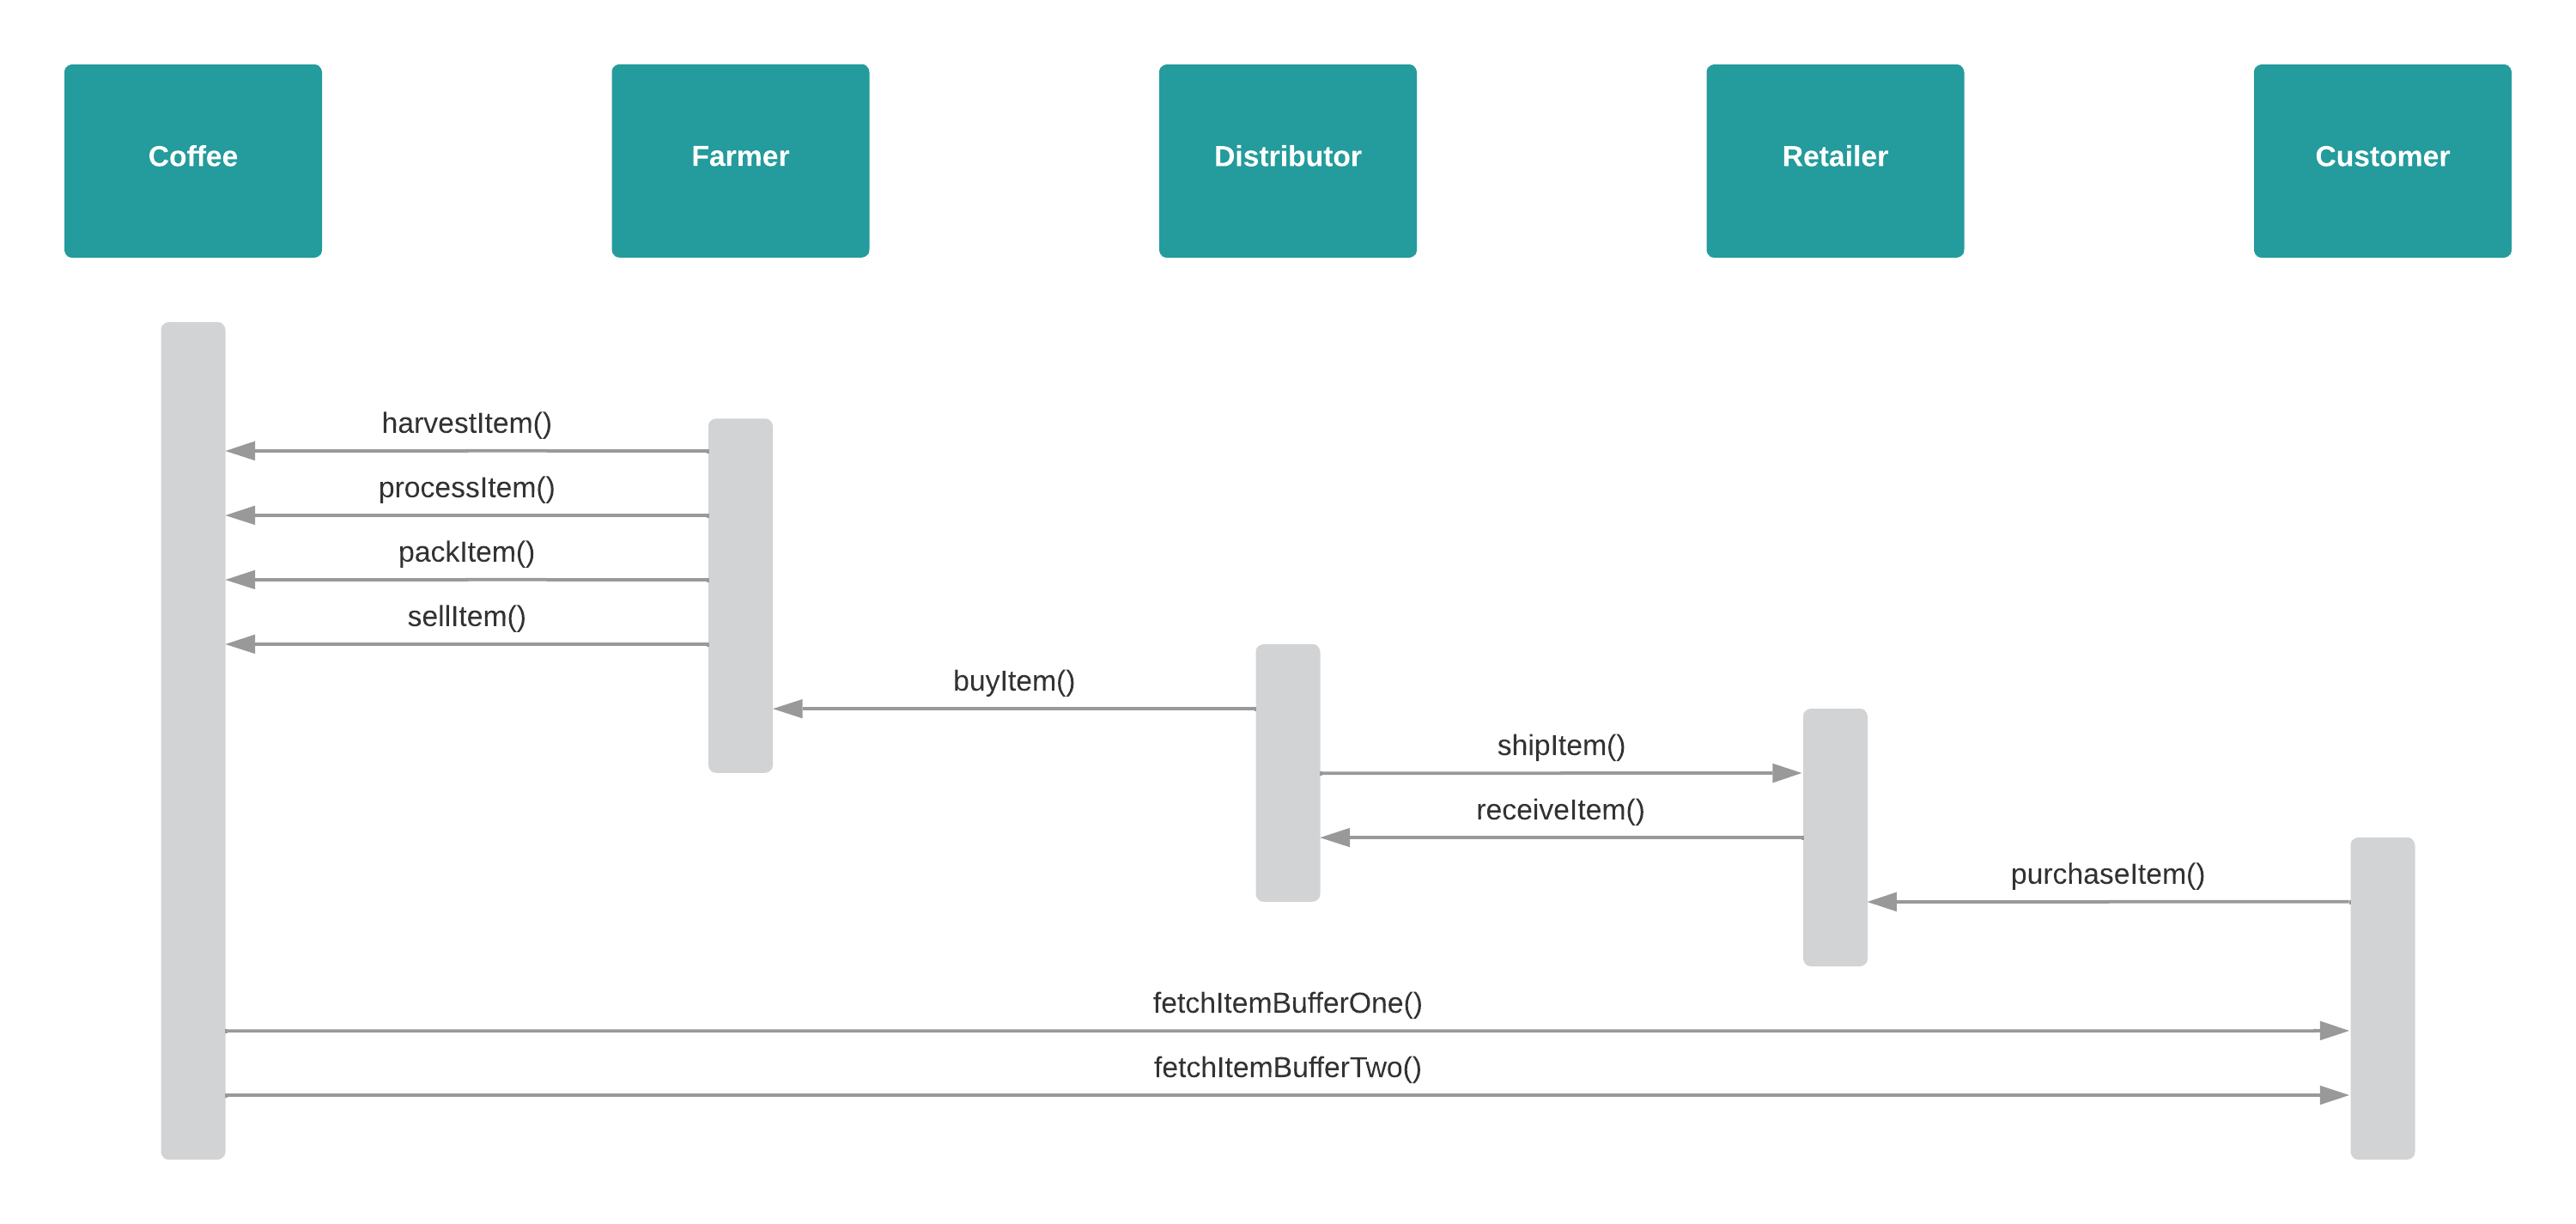 Coffee
Farmer
Distributor
Retailer
Customer
harvestItem()
processItem()
packItem()
sellItem()
buyItem()
shipItem()
receiveItem()
purchaseItem()
fetchItemBufferOne()
fetchItemBufferTwo()